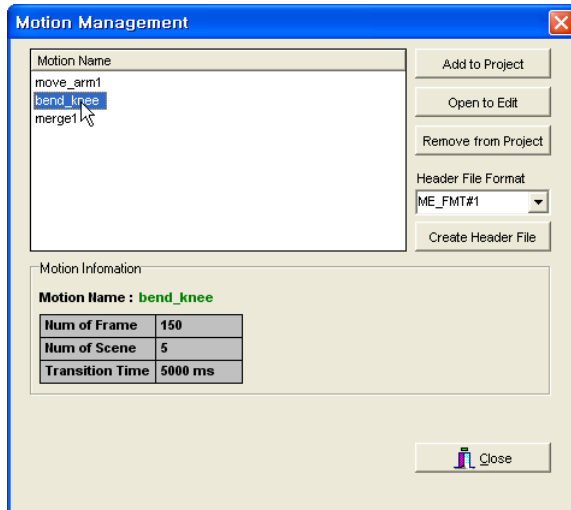 Motion Management
Motion Name
move_arm1
bend_knee
merge1
Add to Project
Open to Edit
Remove from Project
Header File Format
ME_FMT#1
Create Header File
Motion Infomation
Motion Name : bend_knee
Num of Frame 150
Num of Scene 5
Transition Time 5000 ms
Close